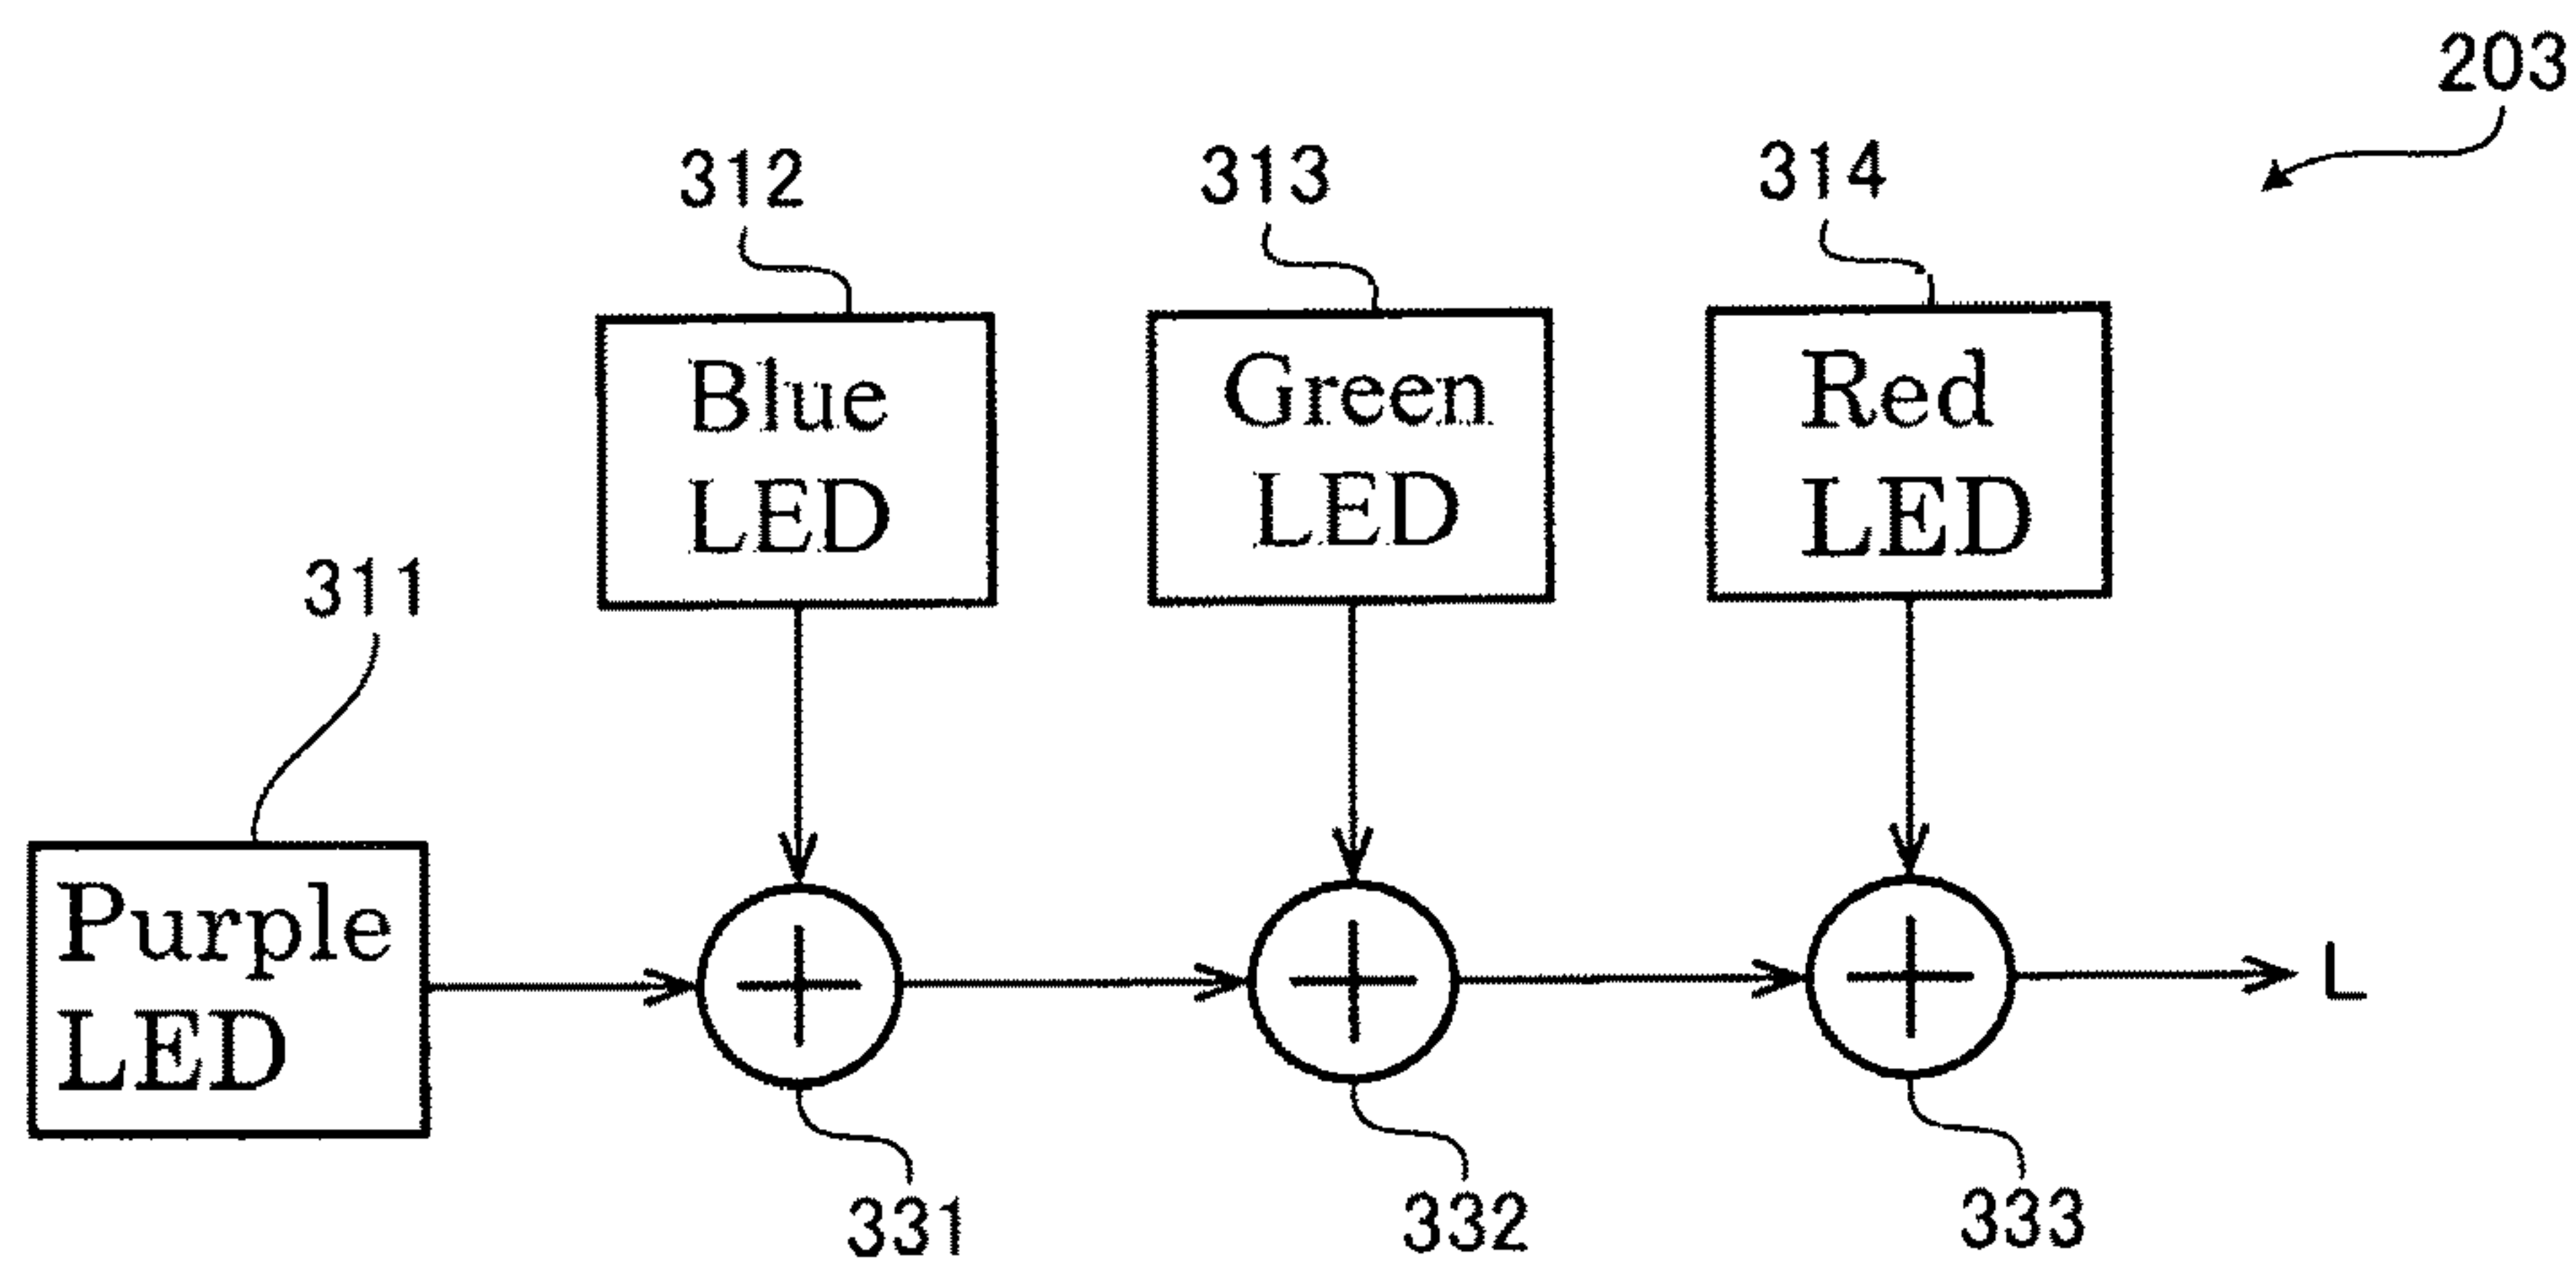 203
312
313
314
Blue
LED
Green
LED
Red
LED
311
Purple
LED
L
331
332
333